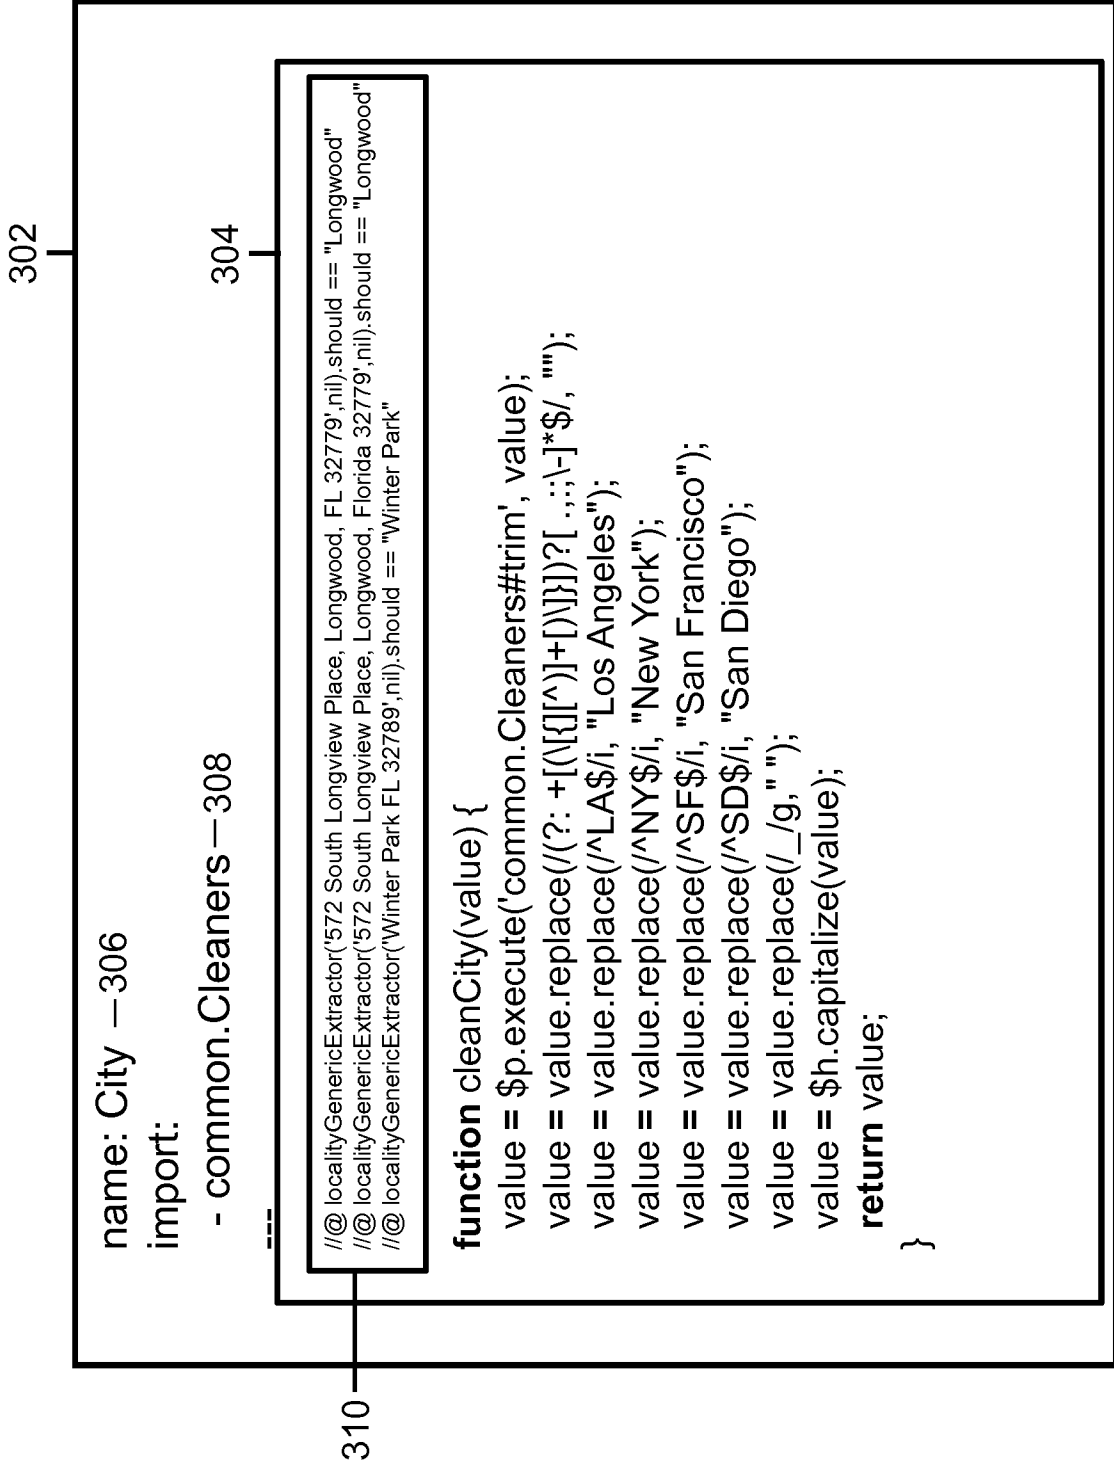 302
name: City —306
import:
- common.Cleaners—308
304
---
310
//@ localityGenericExtractor('572 South Longview Place, Longwood, FL 32779',nil).should == "Longwood"
//@ localityGenericExtractor('572 South Longview Place, Longwood, Florida 32779',nil).should == "Longwood"
//@ localityGenericExtractor('Winter Park FL 32789',nil).should == "Winter Park"
function cleanCity(value) {
value = $p.execute('common.Cleaners#trim', value);
value = value.replace(/(?: +[(\[{][^)]+[)\]}])?[ .,:;\-]*$/, "");
value = value.replace(/^LA$/i, "Los Angeles");
value = value.replace(/^NY$/i, "New York");
value = value.replace(/^SF$/i, "San Francisco");
value = value.replace(/^SD$/i, "San Diego");
value = value.replace(/_/g," ");
value = $h.capitalize(value);
return value;
}